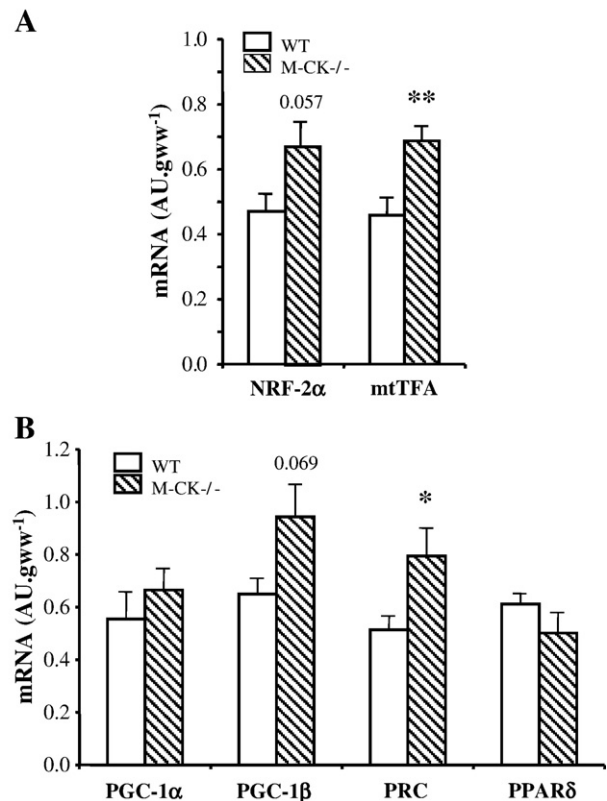 A
mRNA (AU.gww-1)
1.0
0.8
0.6
0.4
0.2
0.0
WT
M-CK-/-
0.057
**
NRF-2α
mtTFA
B
mRNA (AU.gww-1)
1.2
1.0
0.8
0.6
0.4
0.2
0.0
WT
M-CK-/-
0.069
*
PGC-1α
PGC-1β
PRC
PPARδ